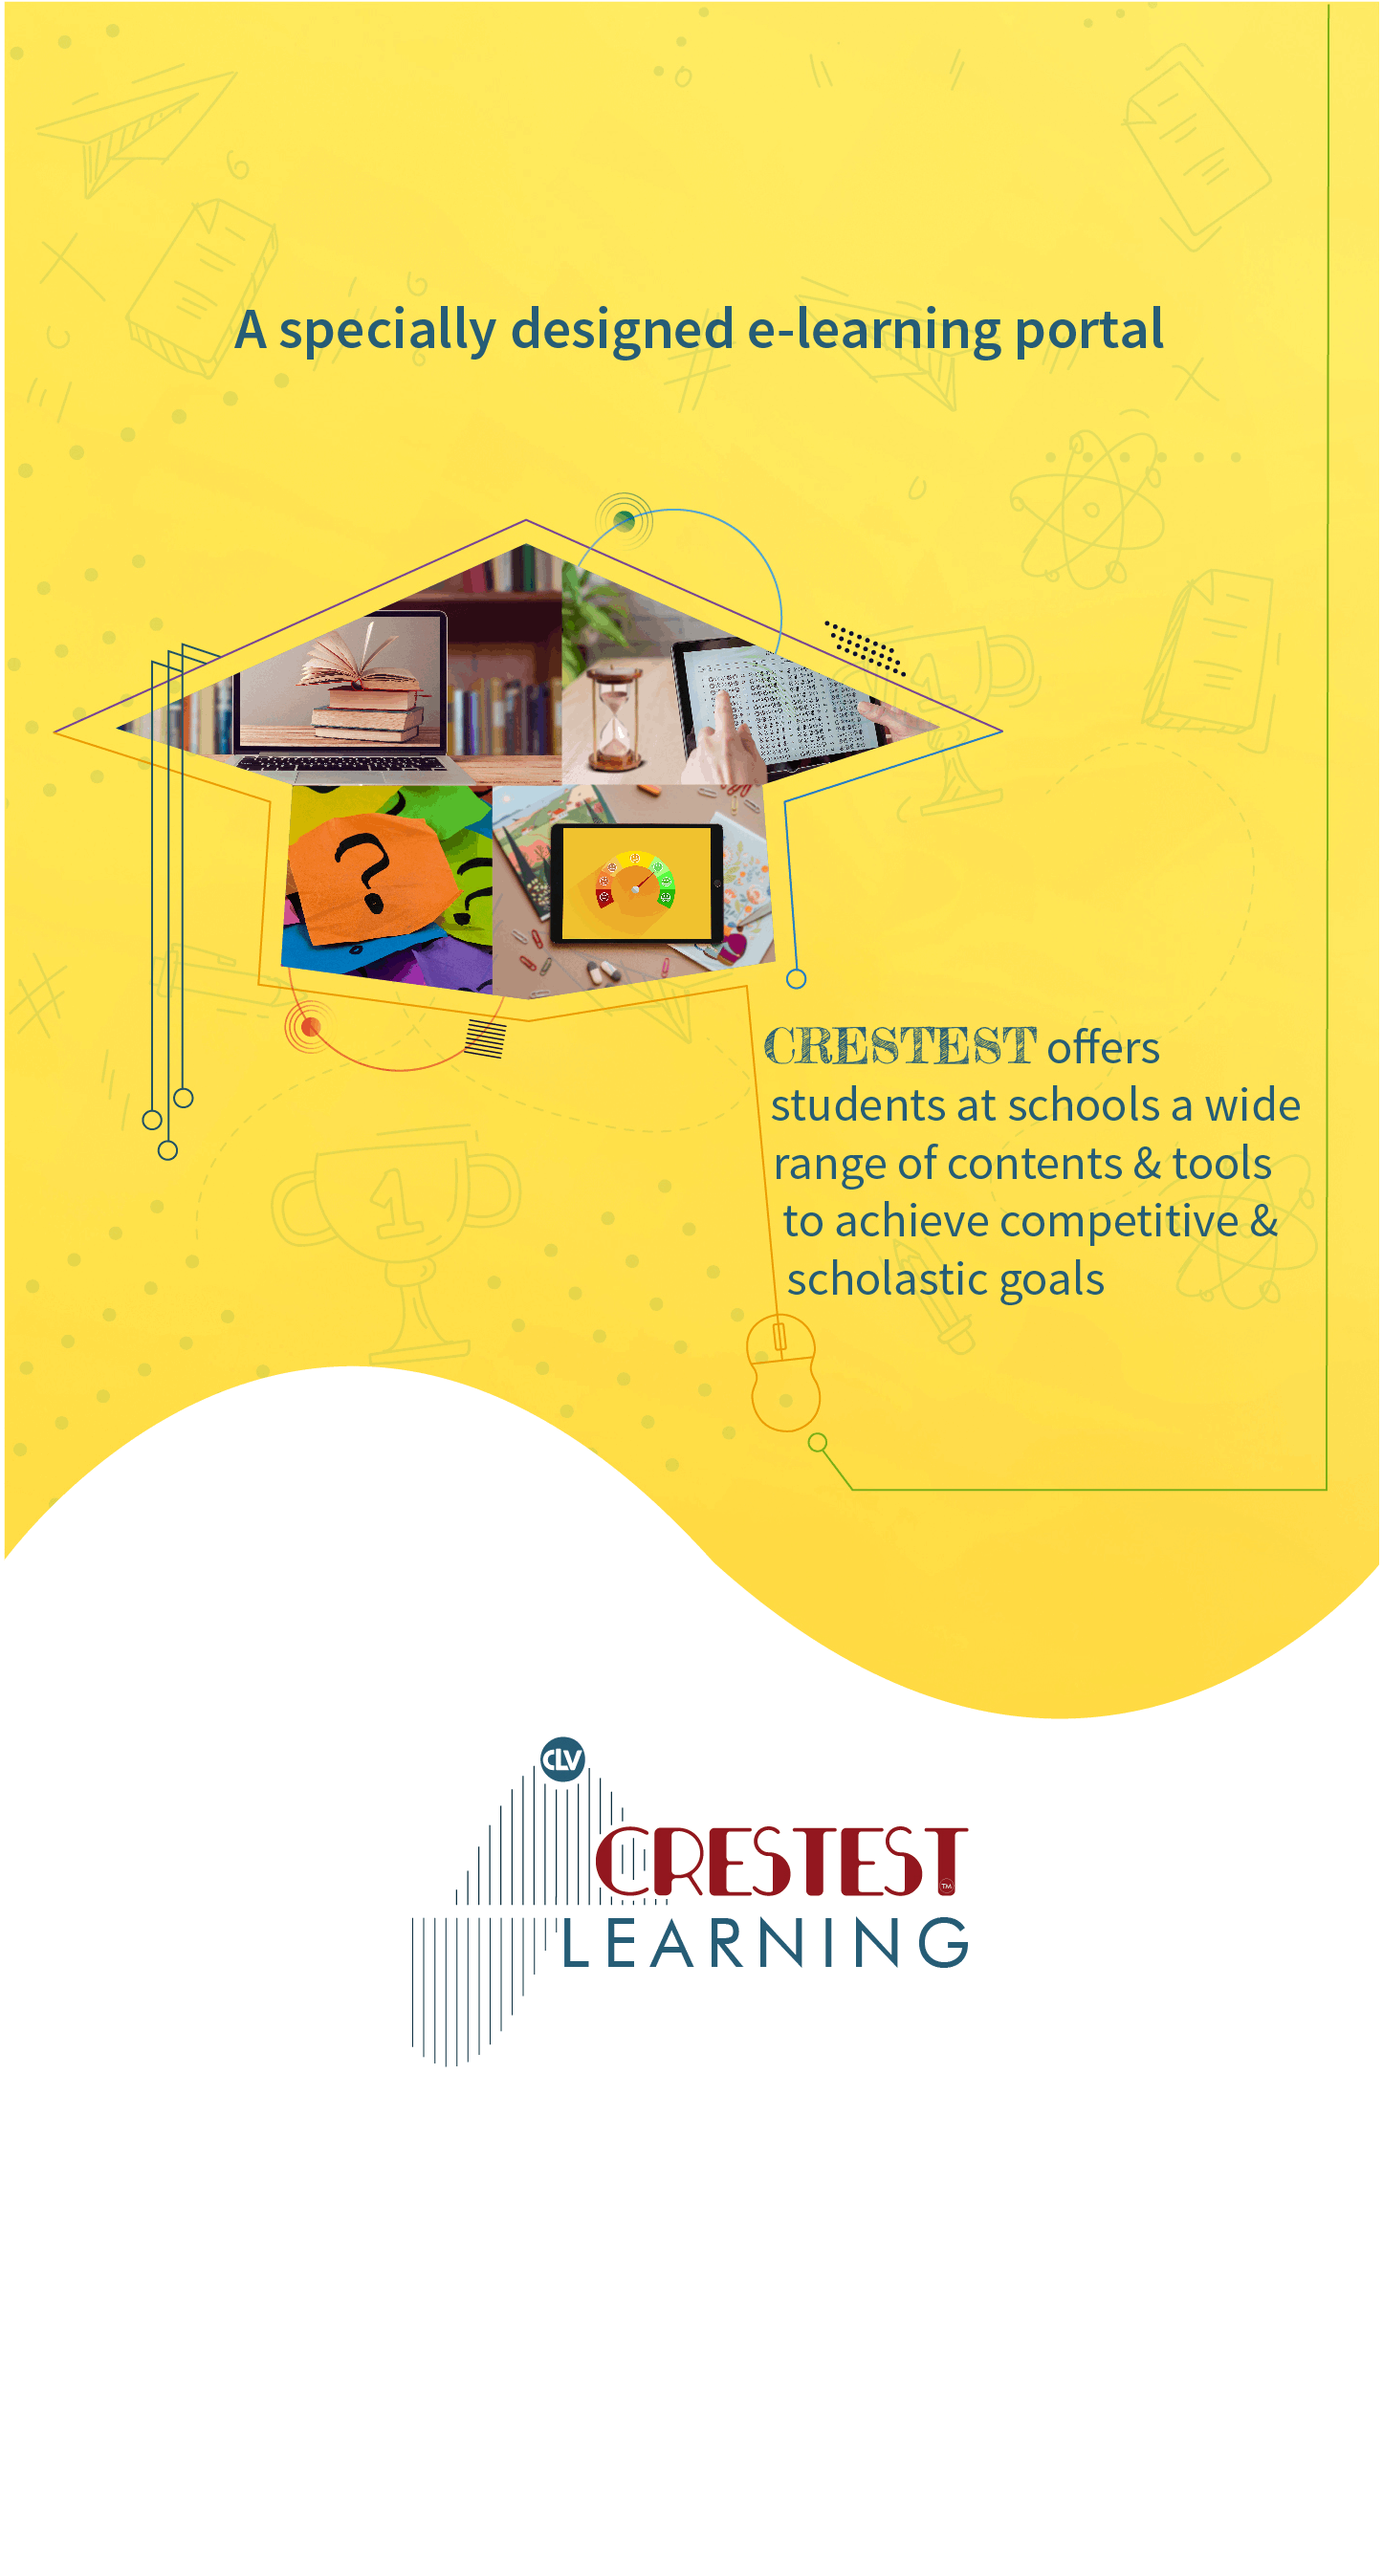 A specially designed e-learning portal
CRESTEST offers
students at schools a wide
range of contents & tools
to achieve competitive &
scholastic goals
CLV
CRESTEST
TM
LEARNING